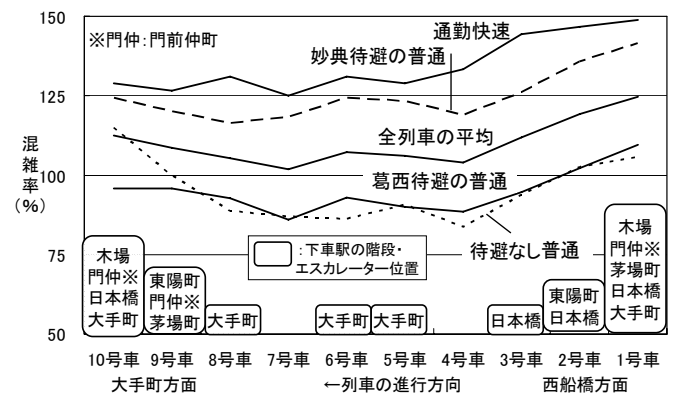 150
125
100
75
50
混雑率
（%）
※門仲：門前仲町
通勤快速
妙典待避の普通
全列車の平均
葛西待避の普通
待避なし普通
：下車駅の階段・
エスカレーター位置
木場
門仲※
日本橋
大手町
東陽町
門仲※
茅場町
大手町
大手町
大手町
日本橋
東陽町
日本橋
木場
門仲※
茅場町
日本橋
大手町
10号車 9号車 8号車 7号車 6号車 5号車 4号車 3号車 2号車 1号車
大手町方面 ←列車の進行方向 西船橋方面